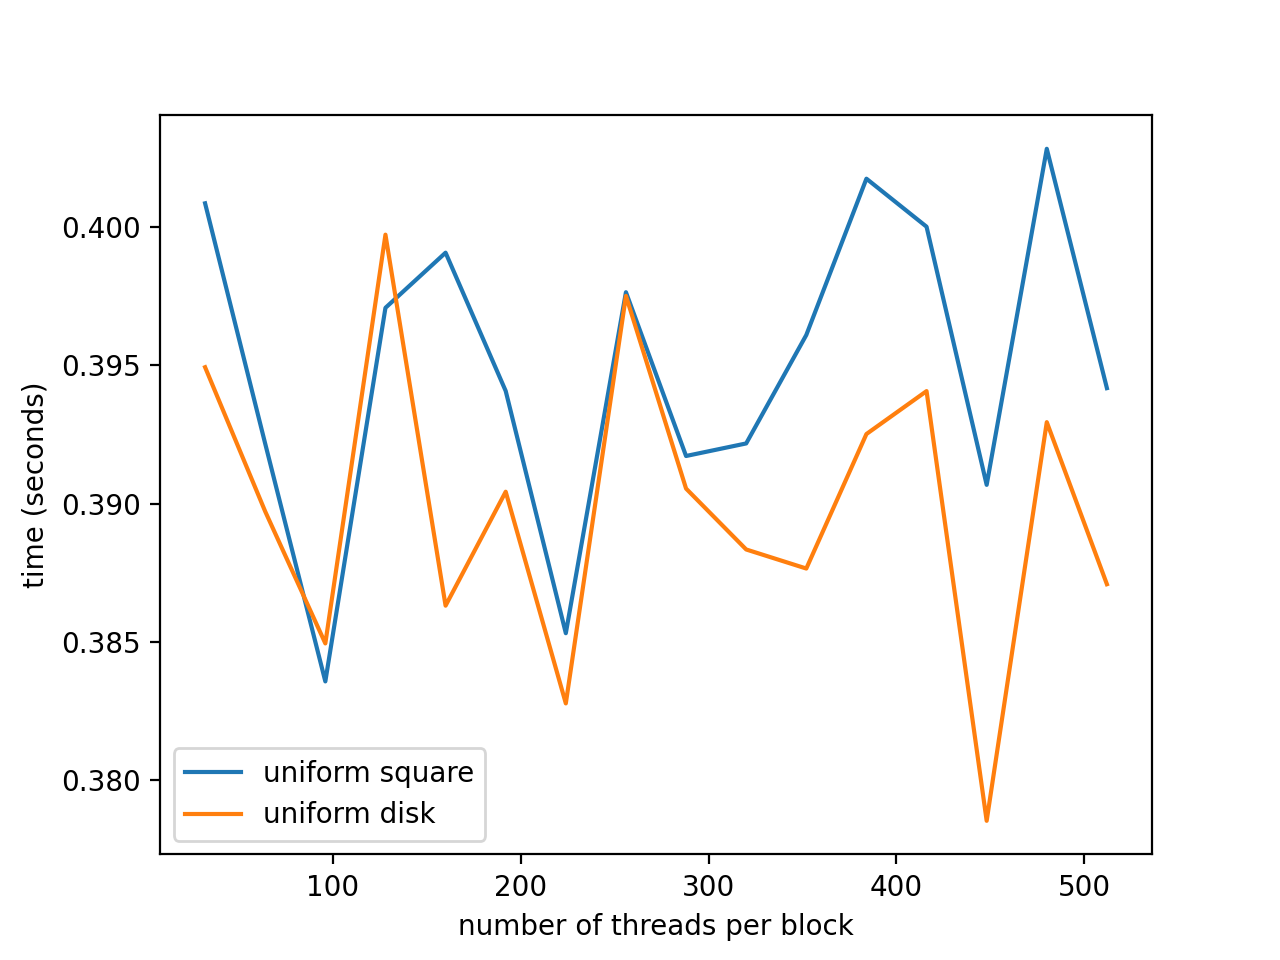 time (seconds)
0.400
0.395
0.390
0.385
0.380
uniform square
uniform disk
100 200 300 400 500
number of threads per block